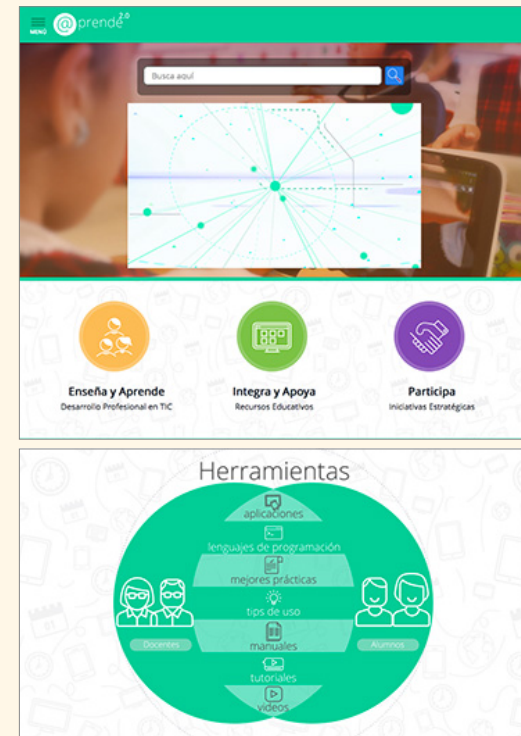 MENÚ
@prende 2.0
Busca aquí
Enseña y Aprende
Desarrollo Profesional en TIC
Integra y Apoya
Recursos Educativos
Participa
Iniciativas Estratégicas
Herramientas
aplicaciones
lenguajes de programación
mejores prácticas
tips de uso
Docentes
manuales
Alumnos
tutoriales
videos